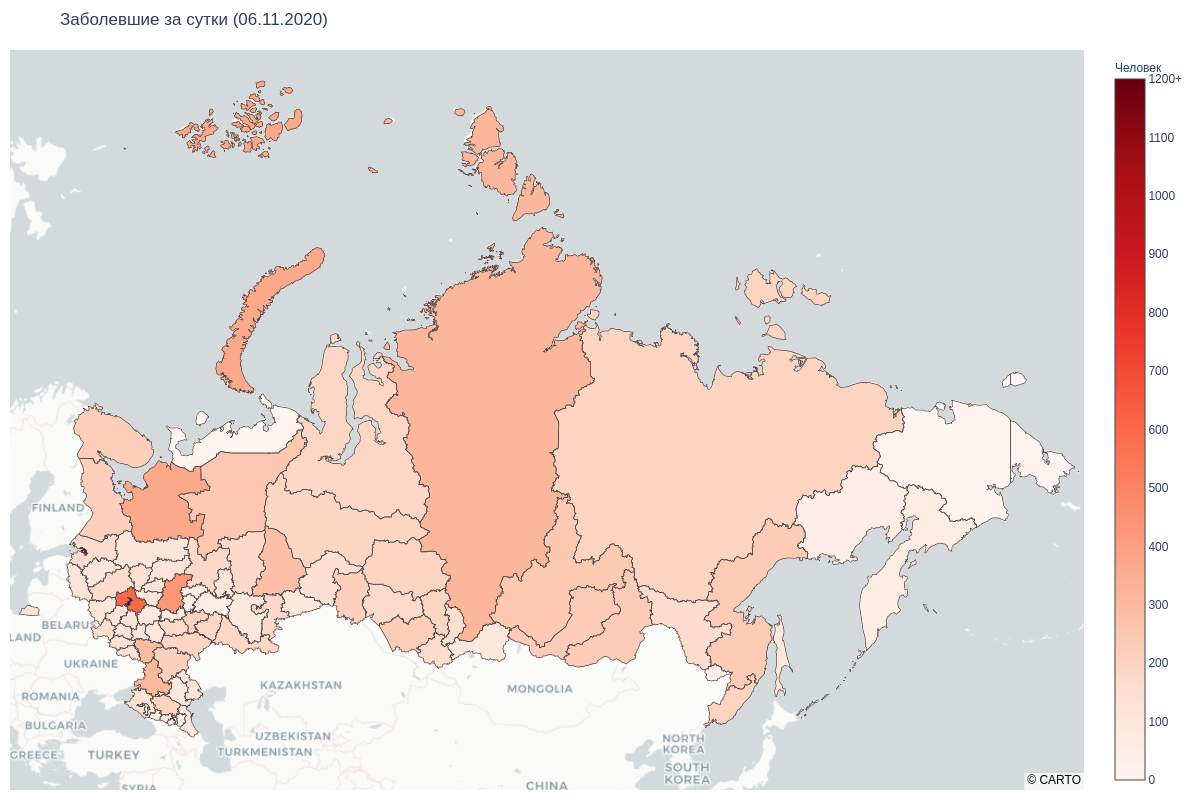 Заболевшие за сутки (06.11.2020)
Человек
1200+
1100
1000
900
800
700
600
500
400
300
200
100
0
FINLAND
BELARUS
LAND
UKRAINE
ROMANIA
BULGARIA
GREECE
TURKEY
SYRIA
KAZAKHSTAN
UZBEKISTAN
TURKMENISTAN
MONGOLIA
CHINA
NORTH
KOREA
SOUTH
KOREA
© CARTO